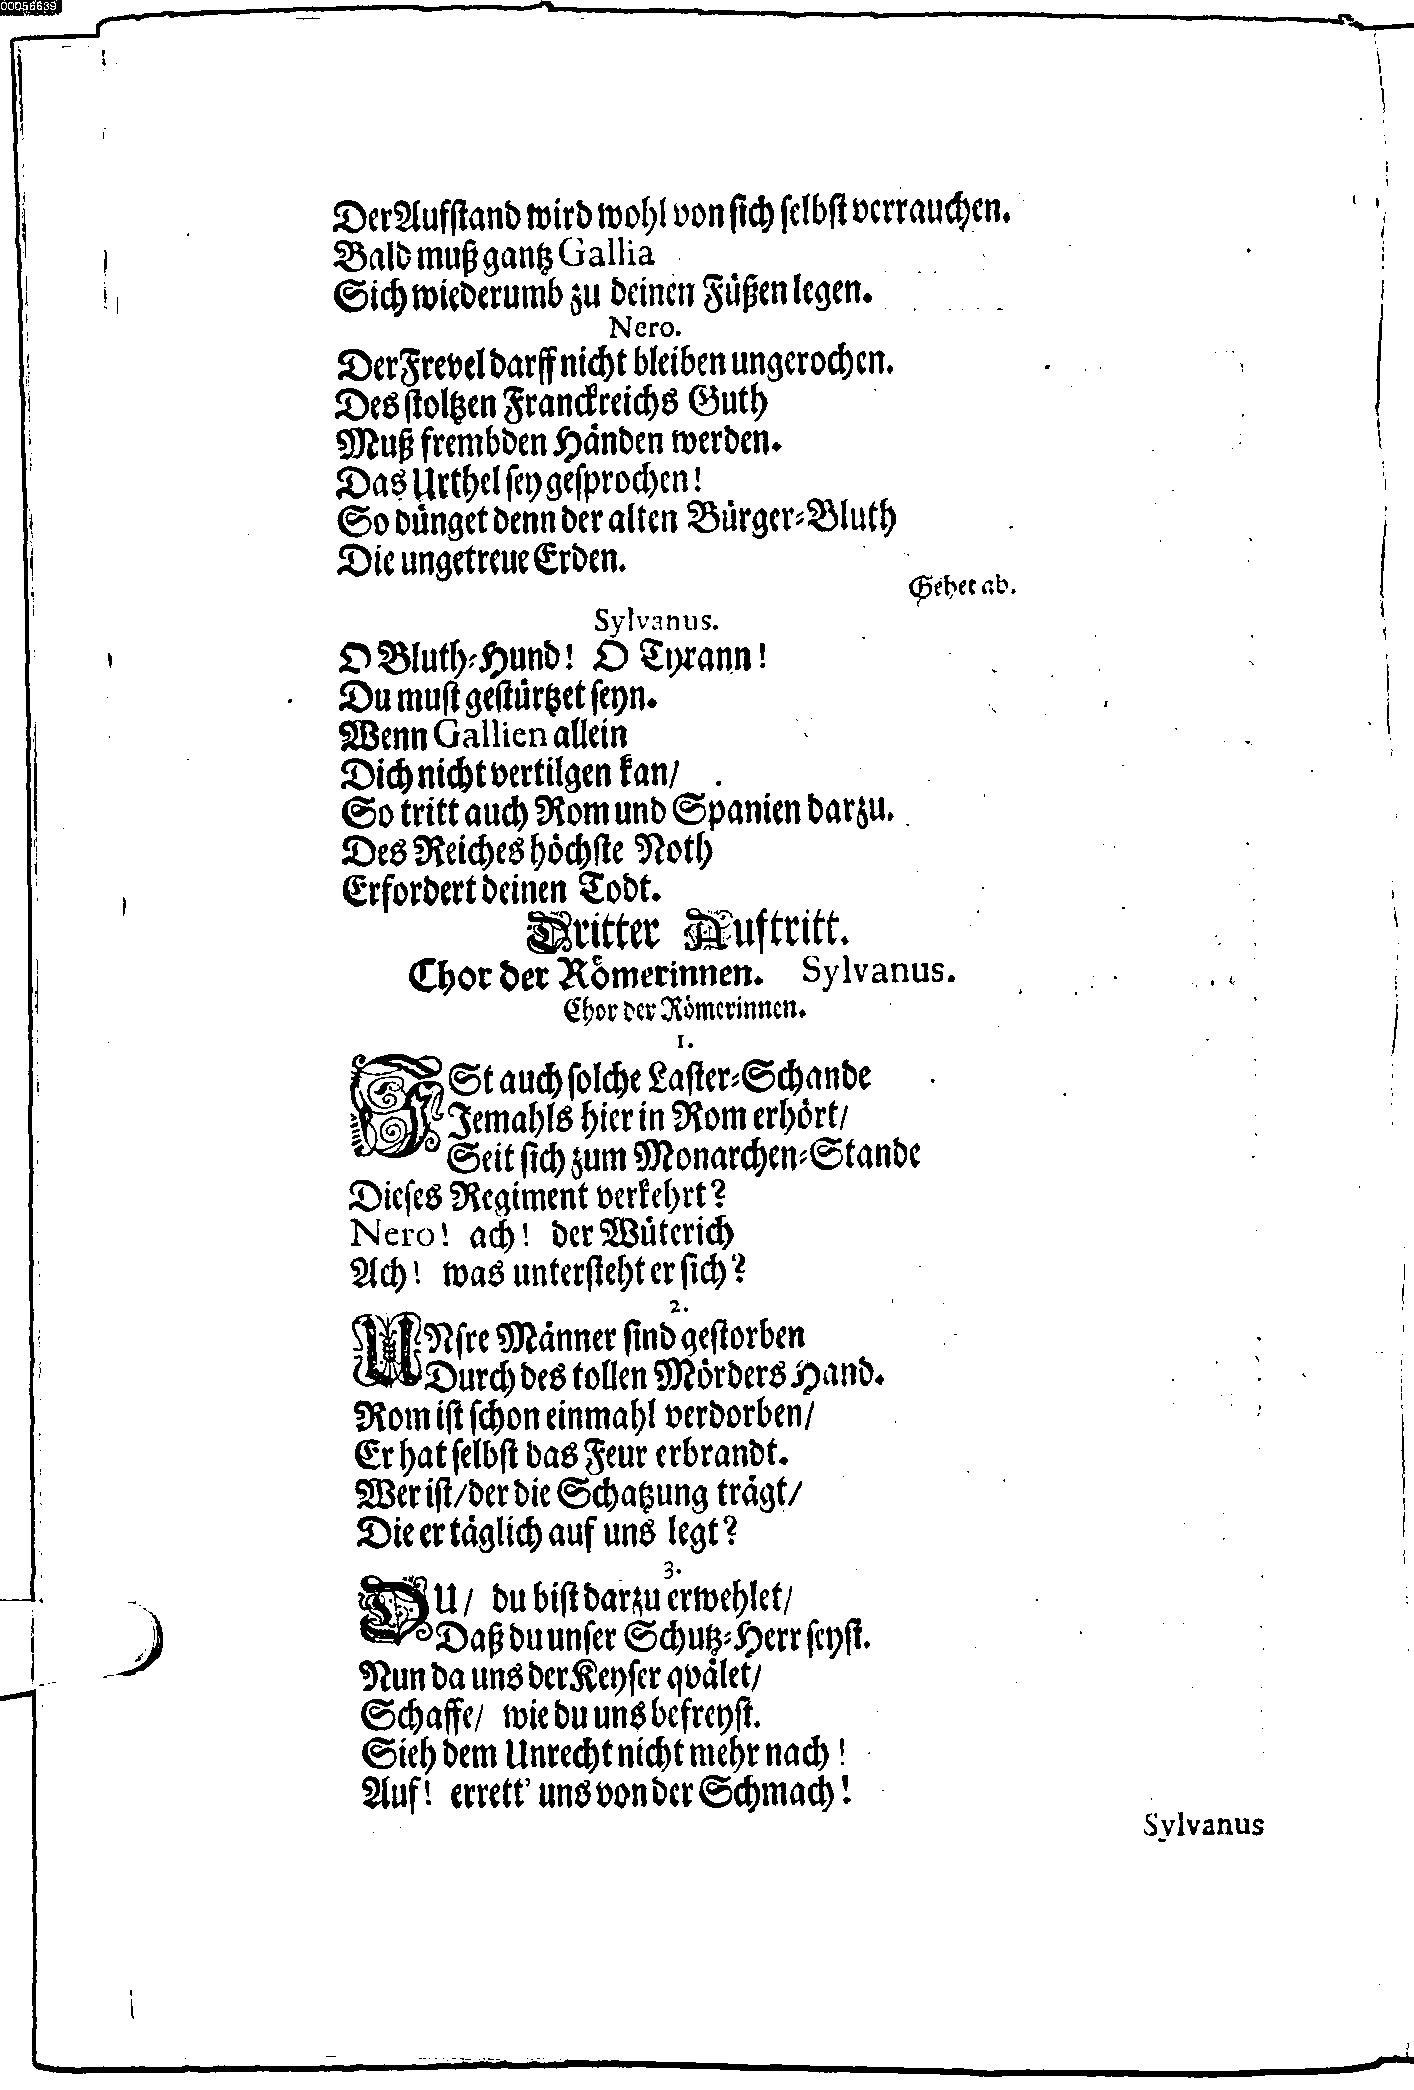 00056639
Der Aufstand wird wohl von sich selbst verrauchen.
Bald muß gantz Gallia
Sich wiederumb zu deinen Füßen legen.
Nero.
Der Frevel darff nicht bleiben ungerochen.
Des stoltzen Franckreichs Guth
Muß frembden Händen werden.
Das Urthel sey gesprochen!
So dünget denn der alten Bürger-Bluth
Die ungetreue Erden.
Gehet ab.
Sylvanus.
O Bluth-Hund! O Tyrann!
Du must gestürtzet seyn.
Wenn Gallien allein
Dich nicht vertilgen kan/
So tritt auch Rom und Spanien darzu.
Des Reiches höchste Noth
Erfordert deinen Todt.
Dritter Auftritt.
Chor der Römerinnen. Sylvanus.
Chor der Römerinnen.
1.
ISt auch solche Laster-Schande
Jemahls hier in Rom erhört/
Seit sich zum Monarchen-Stande
Dieses Regiment verkehrt?
Nero! ach! der Wüterich
Ach! was untersteht er sich?
2.
UNsre Männer sind gestorben
Durch des tollen Mörders Hand.
Rom ist schon einmahl verdorben/
Er hat selbst das Feur erbrandt.
Wer ist/ der die Schatzung trägt/
Die er täglich auf uns legt?
3.
DU/ du bist darzu erwehlet/
Daß du unser Schutz-Herr seyst.
Nun da uns der Keyser qvälet/
Schaffe/ wie du uns befreyst.
Sieh dem Unrecht nicht mehr nach!
Auf! errett' uns von der Schmach!
Sylvanus